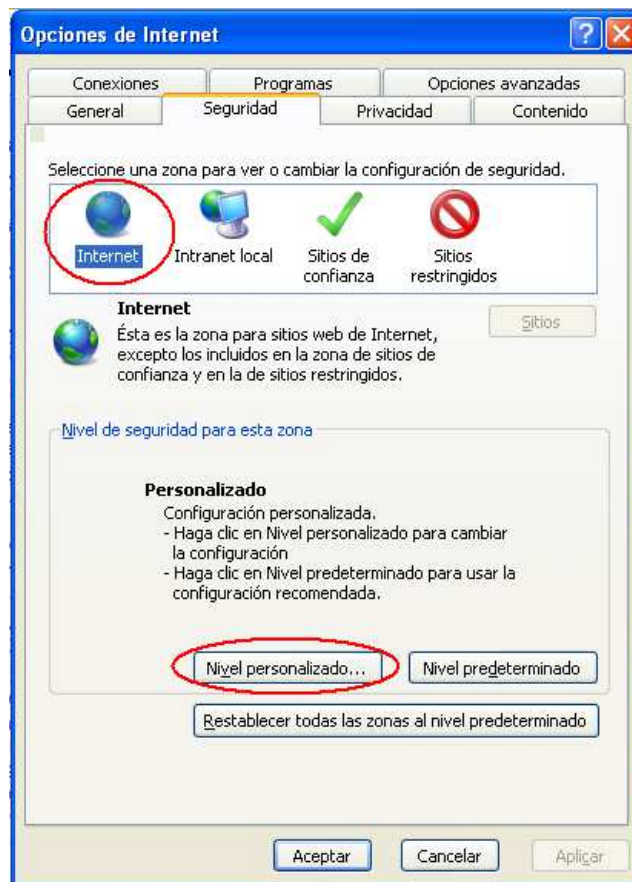 Opciones de Internet
Conexiones Programas Opciones avanzadas
General Seguridad Privacidad Contenido
Seleccione una zona para ver o cambiar la configuración de seguridad.
Internet Intranet local Sitios de confianza Sitios restringidos
Internet
Sitios
Ésta es la zona para sitios web de Internet,
excepto los incluidos en la zona de sitios de
confianza y en la de sitios restringidos.
Nivel de seguridad para esta zona
Personalizado
Configuración personalizada.
- Haga clic en Nivel personalizado para cambiar
la configuración
- Haga clic en Nivel predeterminado para usar la
configuración recomendada.
Nivel personalizado... Nivel predeterminado
Restablecer todas las zonas al nivel predeterminado
Aceptar Cancelar Aplicar